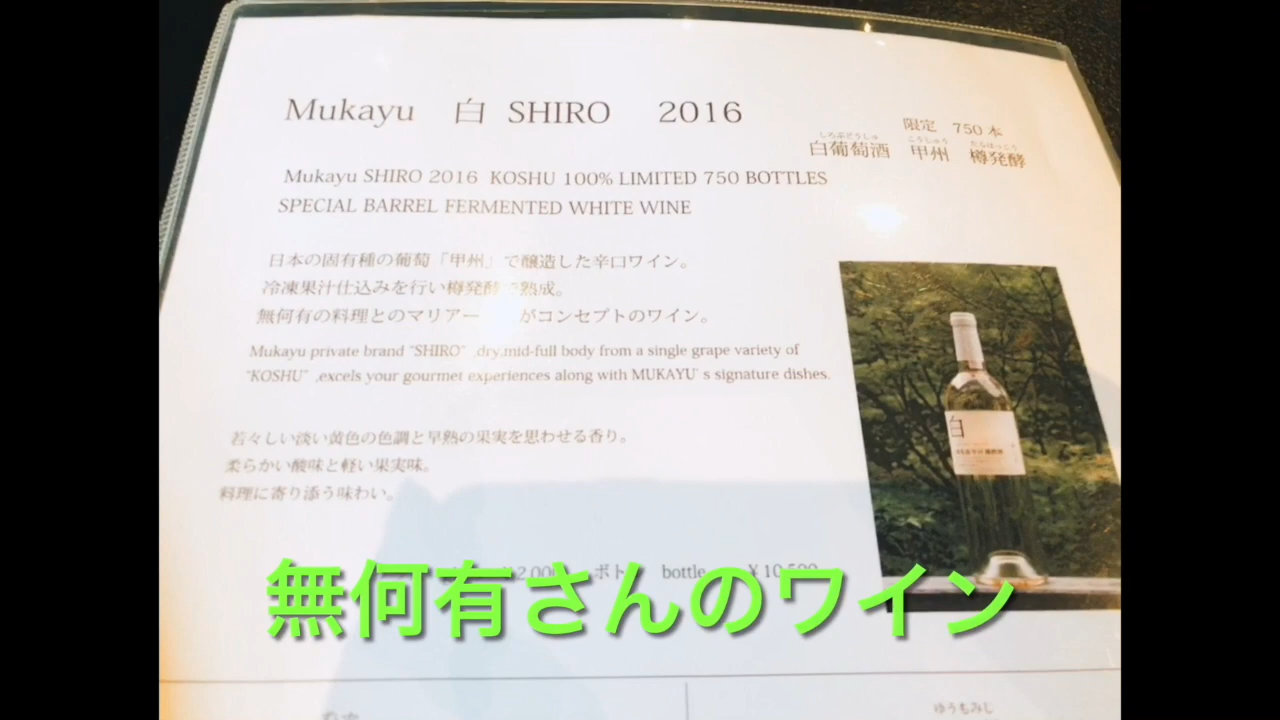 Mukayu 白 SHIRO 2016
限定 750本
しろぶどうしゅ こうしゅう たるはっこう
白葡萄酒 甲州 樽発酵
Mukayu SHIRO 2016 KOSHU 100% LIMITED 750 BOTTLES
SPECIAL BARREL FERMENTED WHITE WINE
日本の固有種の葡萄「甲州」で醸造した辛口ワイン。
冷凍果汁仕込みを行い樽発酵 熟成。
無何有の料理とのマリアー がコンセプトのワイン。
Mukayu private brand "SHIRO" ,dry,mid-full body from a single grape variety of
"KOSHU" ,excels your gourmet experiences along with MUKAYU' s signature dishes.
若々しい淡い黄色の色調と早熟の果実を思わせる香り。
柔らかい酸味と軽い果実味。
料理に寄り添う味わい。
白
bottle ¥10,500
無何有さんのワイン
ゆうもみじ